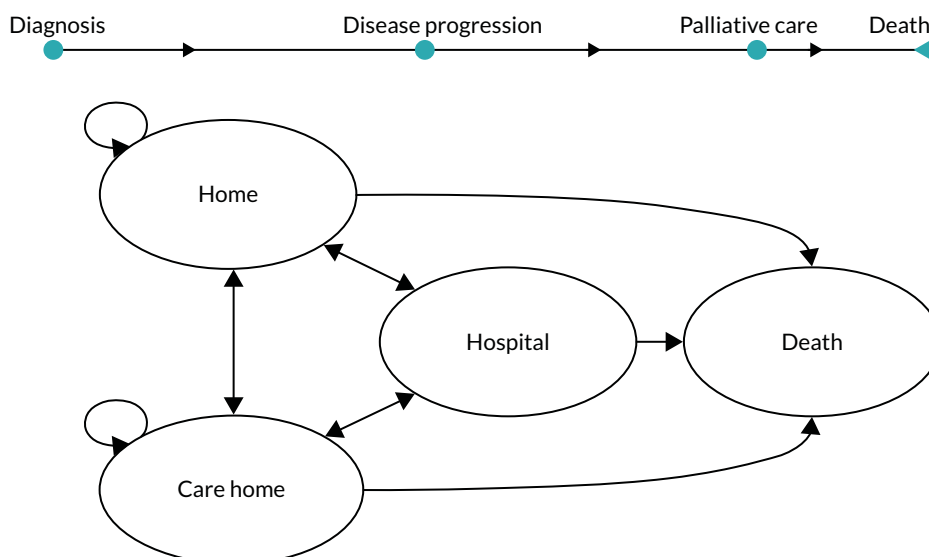 Diagnosis Disease progression Palliative care Death
Home
Hospital Death
Care home